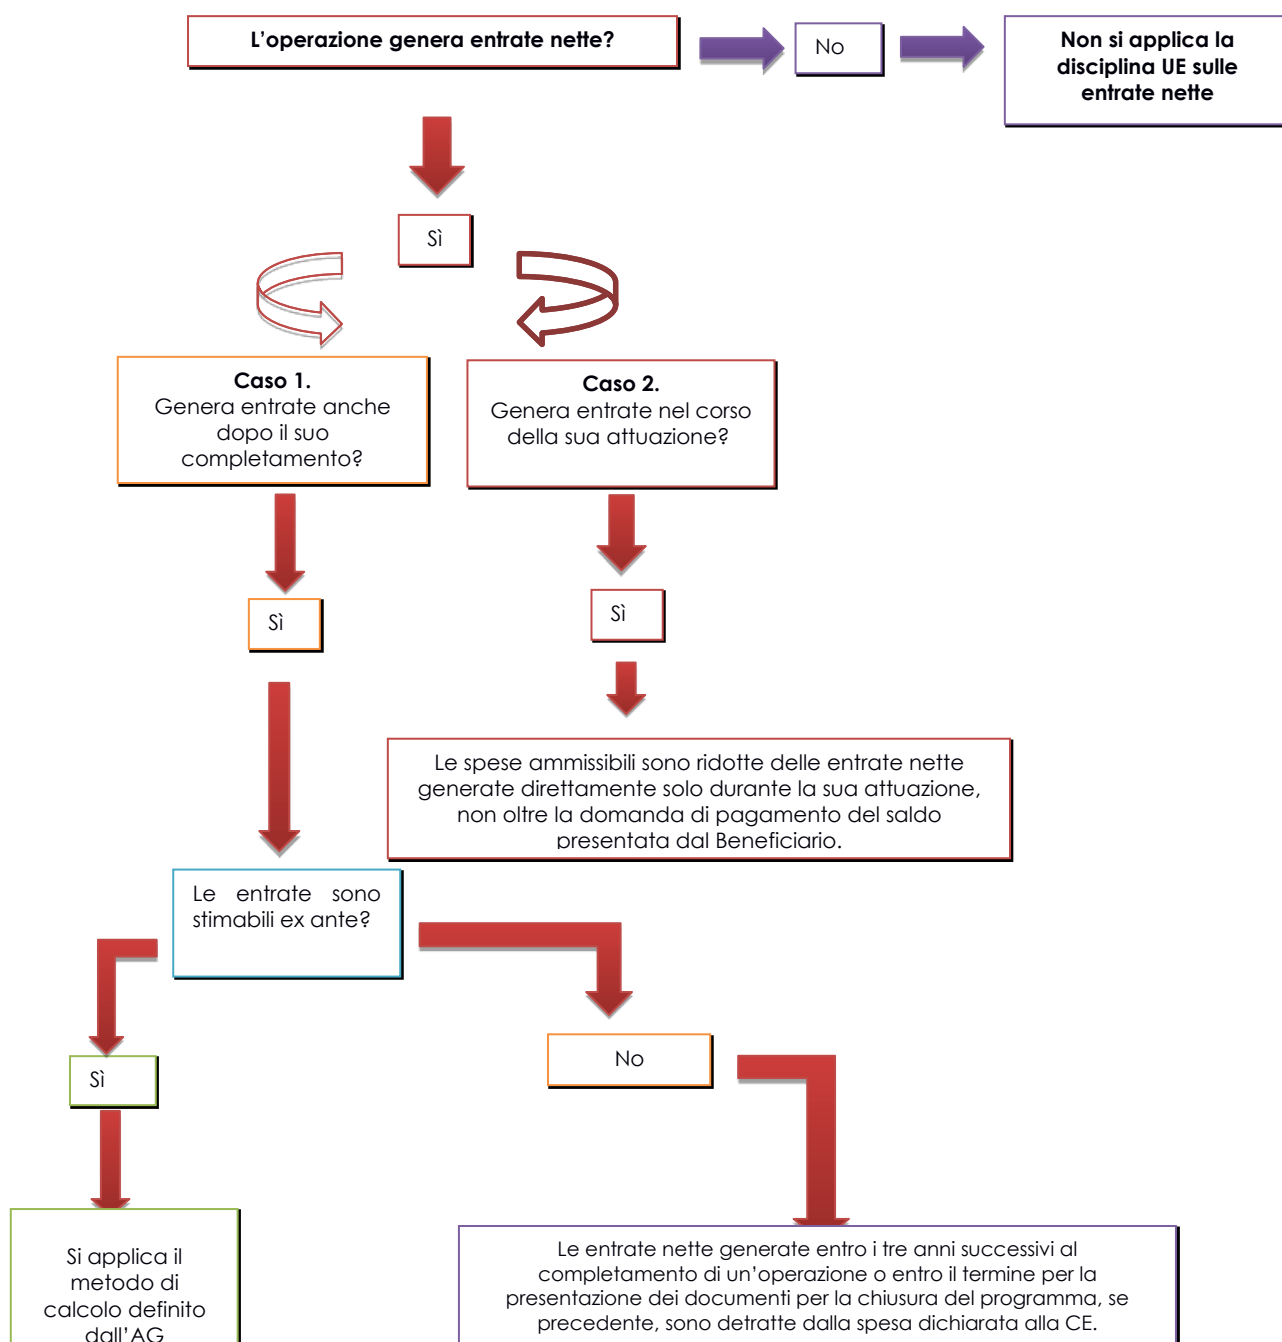 L’operazione genera entrate nette?
No
Non si applica la
disciplina UE sulle
entrate nette
Sì
Caso 1.
Genera entrate anche
dopo il suo
completamento?
Caso 2.
Genera entrate nel corso
della sua attuazione?
Sì
Sì
Le spese ammissibili sono ridotte delle entrate nette
generate direttamente solo durante la sua attuazione,
non oltre la domanda di pagamento del saldo
presentata dal Beneficiario.
Le entrate sono
stimabili ex ante?
Sì
No
Si applica il
metodo di
calcolo definito
dall’AG
Le entrate nette generate entro i tre anni successivi al
completamento di un’operazione o entro il termine per la
presentazione dei documenti per la chiusura del programma, se
precedente, sono detratte dalla spesa dichiarata alla CE.